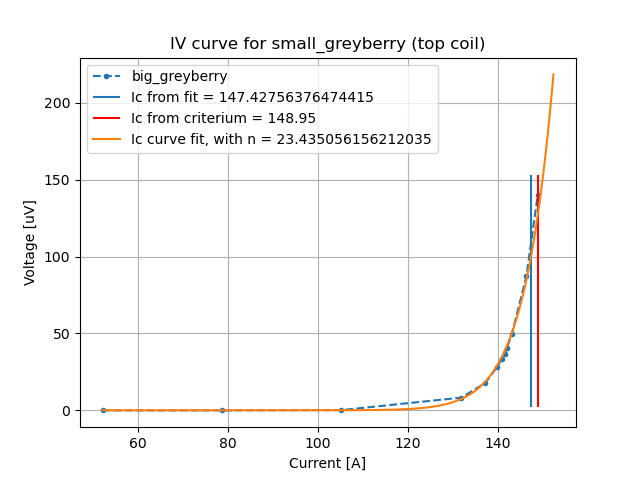 IV curve for small_greyberry (top coil)
big_greyberry
Ic from fit = 147.42756376474415
Ic from criterium = 148.95
Ic curve fit, with n = 23.435056156212035
200
150
100
50
0
Voltage [uV]
60 80 100 120 140
Current [A]